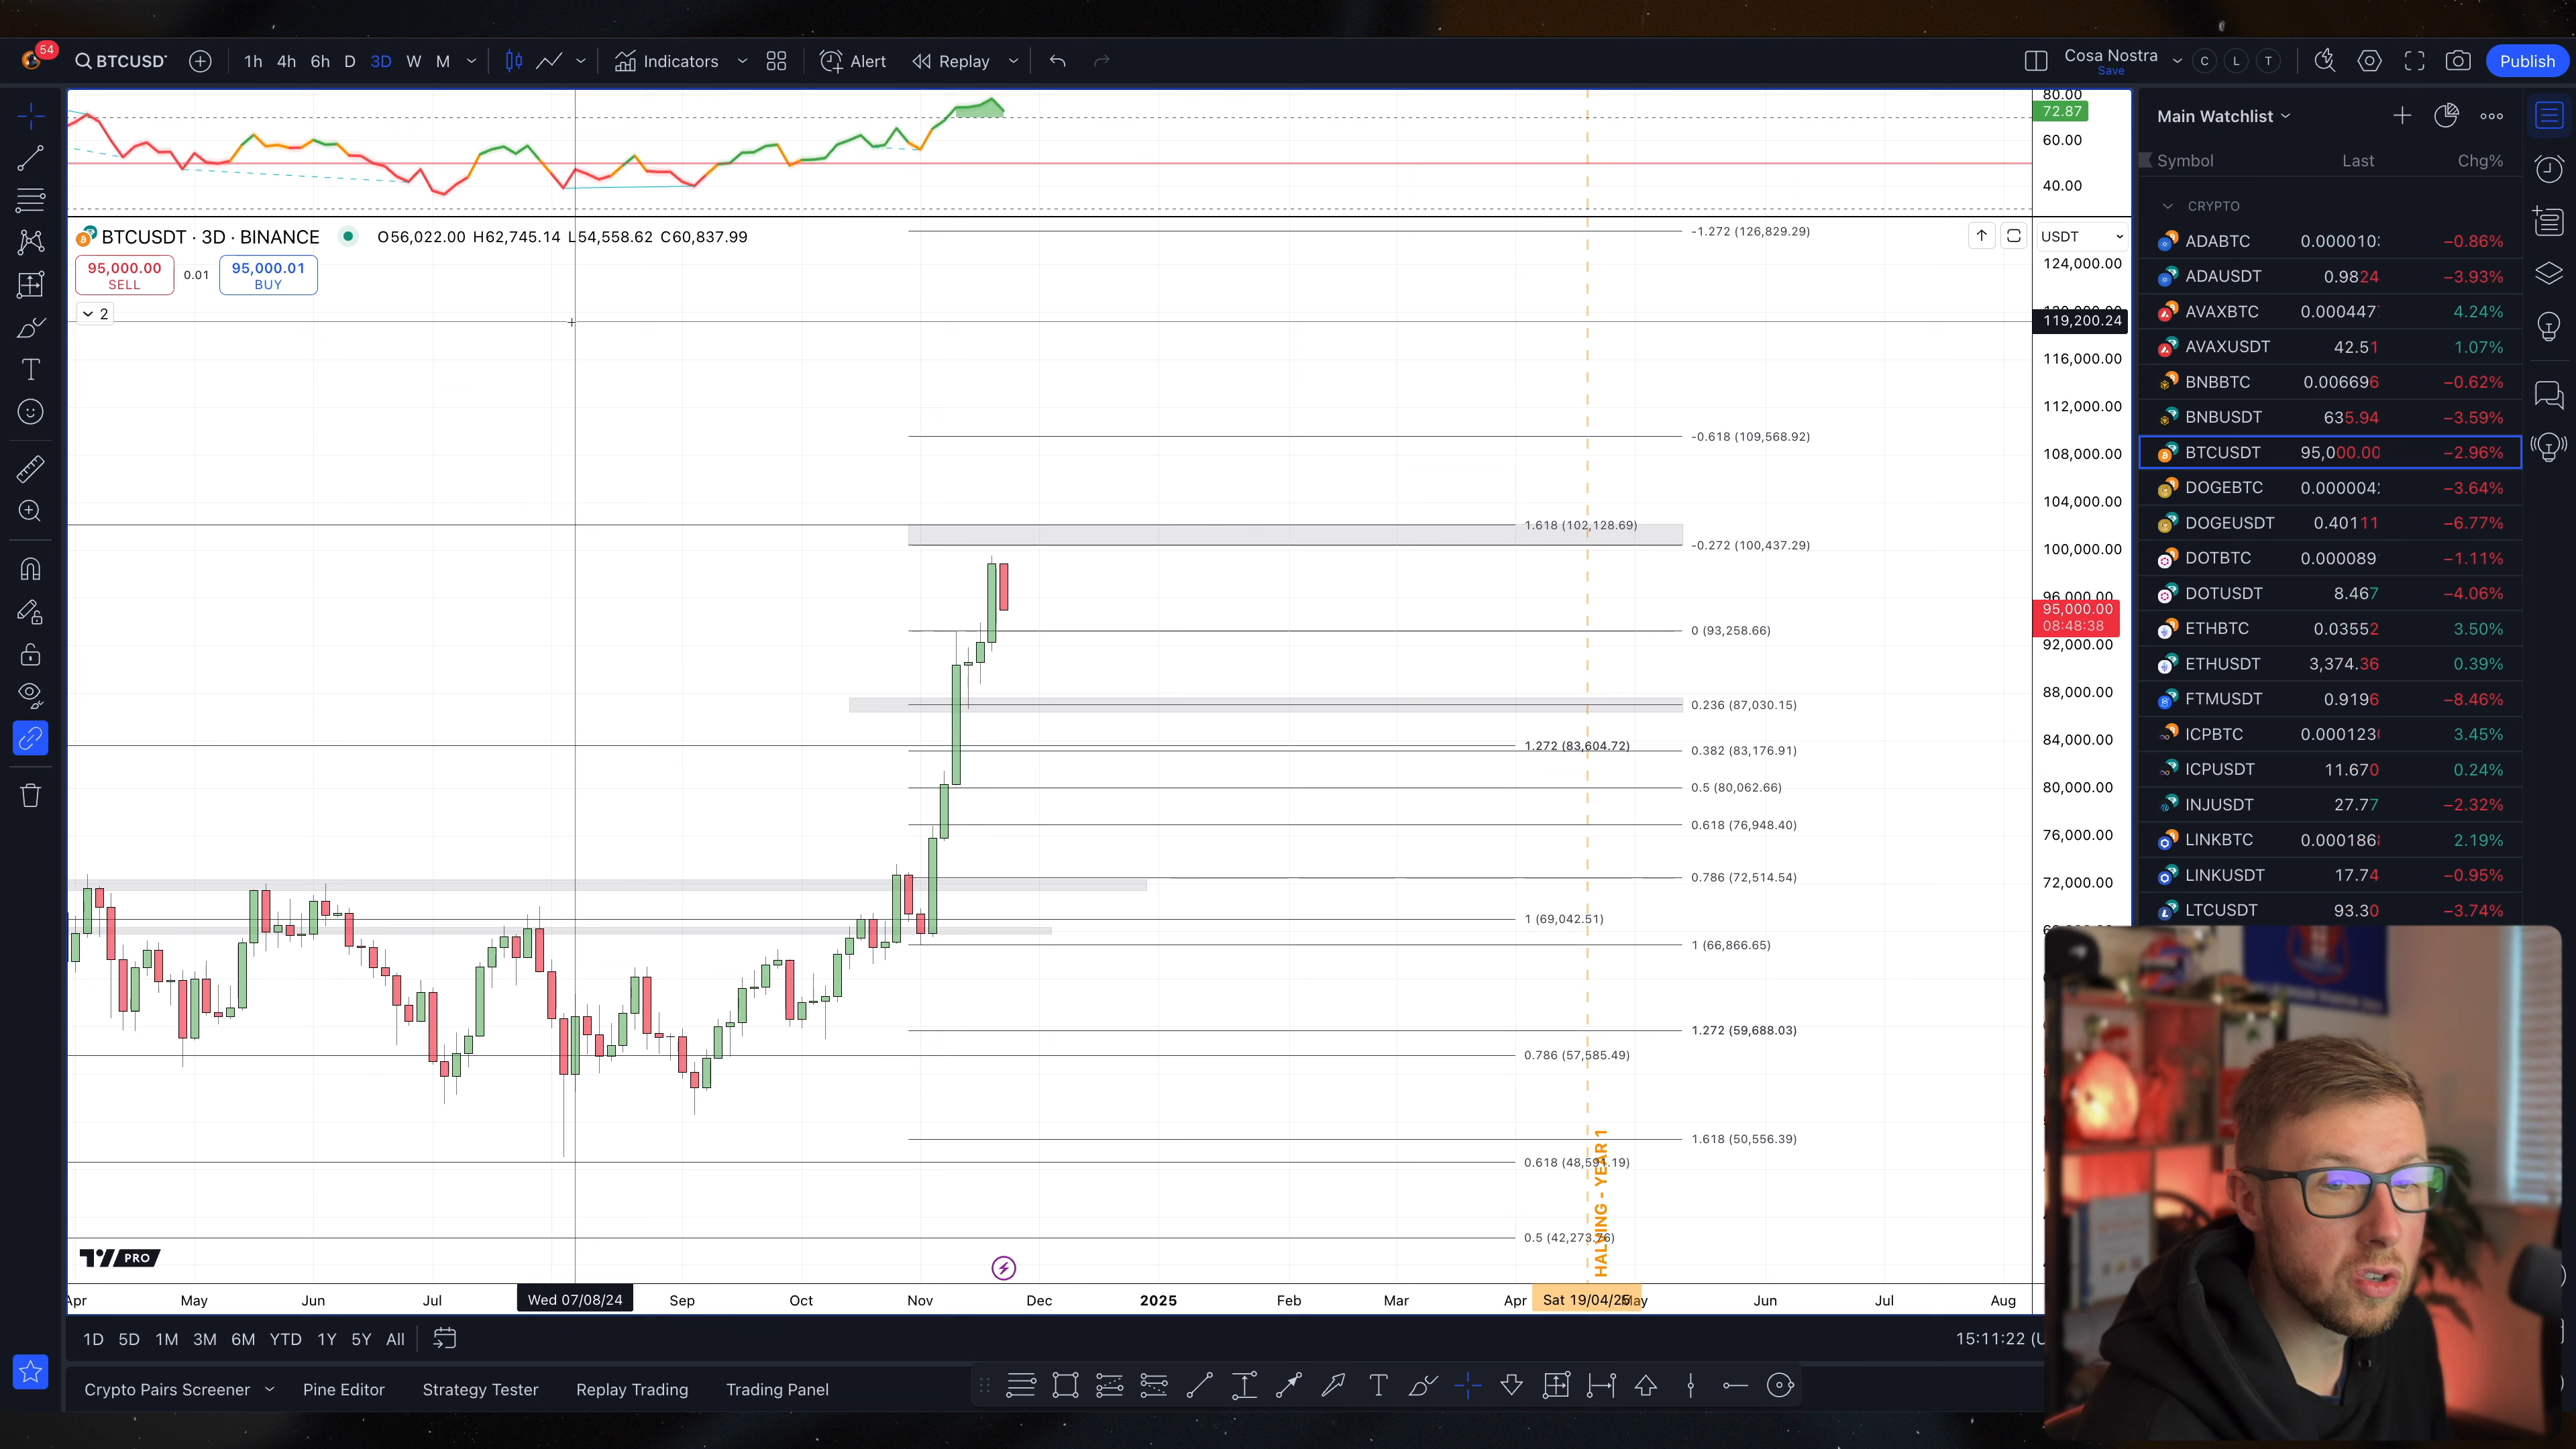 54
BTCUSD
1h 4h 6h D 3D W M
Indicators
Alert
Replay
Cosa Nostra
Save
C L T
Publish
80.00
72.87
60.00
40.00
BTCUSDT · 3D · BINANCE
O56,022.00 H62,745.14 L54,558.62 C60,837.99
95,000.00
SELL
0.01
95,000.01
BUY
2
USDT
124,000.00
119,200.24
116,000.00
112,000.00
108,000.00
104,000.00
100,000.00
96,000.00
95,000.00
08:48:38
92,000.00
88,000.00
84,000.00
80,000.00
76,000.00
72,000.00
-1.272 (126,829.29)
-0.618 (109,568.92)
1.618 (102,128.69)
-0.272 (100,437.29)
0 (93,258.66)
0.236 (87,030.15)
1.272 (83,604.72)
0.382 (83,176.91)
0.5 (80,062.66)
0.618 (76,948.40)
0.786 (72,514.54)
1 (69,042.51)
1 (66,866.65)
1.272 (59,688.03)
0.786 (57,585.49)
1.618 (50,556.39)
0.618 (48,591.19)
0.5 (42,273.76)
HALVING - YEAR 1
PRO
Apr May Jun Jul Wed 07/08/24 Sep Oct Nov Dec 2025 Feb Mar Apr Sat 19/04/25 May Jun Jul Aug
1D 5D 1M 3M 6M YTD 1Y 5Y All
15:11:22 (U
Crypto Pairs Screener
Pine Editor
Strategy Tester
Replay Trading
Trading Panel
Main Watchlist
Symbol Last Chg%
CRYPTO
ADABTC 0.0000103 −0.86%
ADAUSDT 0.9824 −3.93%
AVAXBTC 0.000447 4.24%
AVAXUSDT 42.51 1.07%
BNBBTC 0.006696 −0.62%
BNBUSDT 635.94 −3.59%
BTCUSDT 95,000.00 −2.96%
DOGEBTC 0.0000042 −3.64%
DOGEUSDT 0.40111 −6.77%
DOTBTC 0.000089 −1.11%
DOTUSDT 8.467 −4.06%
ETHBTC 0.03552 3.50%
ETHUSDT 3,374.36 0.39%
FTMUSDT 0.9196 −8.46%
ICPBTC 0.000123 3.45%
ICPUSDT 11.670 0.24%
INJUSDT 27.77 −2.32%
LINKBTC 0.000186 2.19%
LINKUSDT 17.74 −0.95%
LTCUSDT 93.30 −3.74%